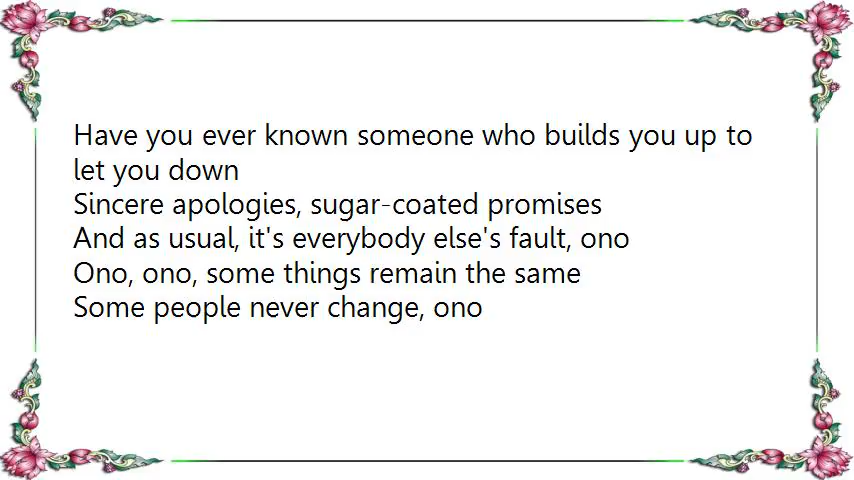 Have you ever known someone who builds you up to
let you down
Sincere apologies, sugar-coated promises
And as usual, it's everybody else's fault, ono
Ono, ono, some things remain the same
Some people never change, ono